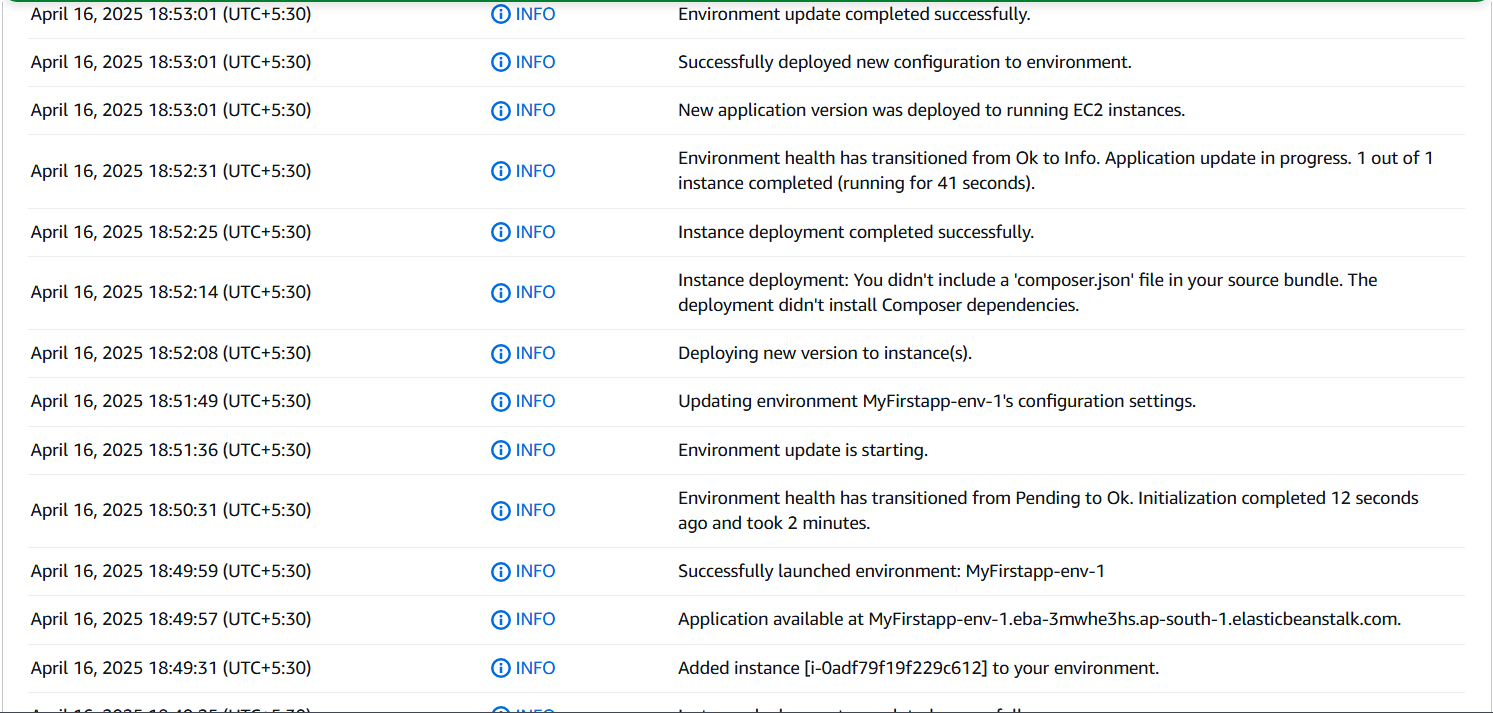 April 16, 2025 18:53:01 (UTC+5:30) INFO Environment update completed successfully.
April 16, 2025 18:53:01 (UTC+5:30) INFO Successfully deployed new configuration to environment.
April 16, 2025 18:53:01 (UTC+5:30) INFO New application version was deployed to running EC2 instances.
April 16, 2025 18:52:31 (UTC+5:30) INFO Environment health has transitioned from Ok to Info. Application update in progress. 1 out of 1
instance completed (running for 41 seconds).
April 16, 2025 18:52:25 (UTC+5:30) INFO Instance deployment completed successfully.
April 16, 2025 18:52:14 (UTC+5:30) INFO Instance deployment: You didn't include a 'composer.json' file in your source bundle. The
deployment didn't install Composer dependencies.
April 16, 2025 18:52:08 (UTC+5:30) INFO Deploying new version to instance(s).
April 16, 2025 18:51:49 (UTC+5:30) INFO Updating environment MyFirstapp-env-1's configuration settings.
April 16, 2025 18:51:36 (UTC+5:30) INFO Environment update is starting.
April 16, 2025 18:50:31 (UTC+5:30) INFO Environment health has transitioned from Pending to Ok. Initialization completed 12 seconds
ago and took 2 minutes.
April 16, 2025 18:49:59 (UTC+5:30) INFO Successfully launched environment: MyFirstapp-env-1
April 16, 2025 18:49:57 (UTC+5:30) INFO Application available at MyFirstapp-env-1.eba-3mwhe3hs.ap-south-1.elasticbeanstalk.com.
April 16, 2025 18:49:31 (UTC+5:30) INFO Added instance [i-0adf79f19f229c612] to your environment.